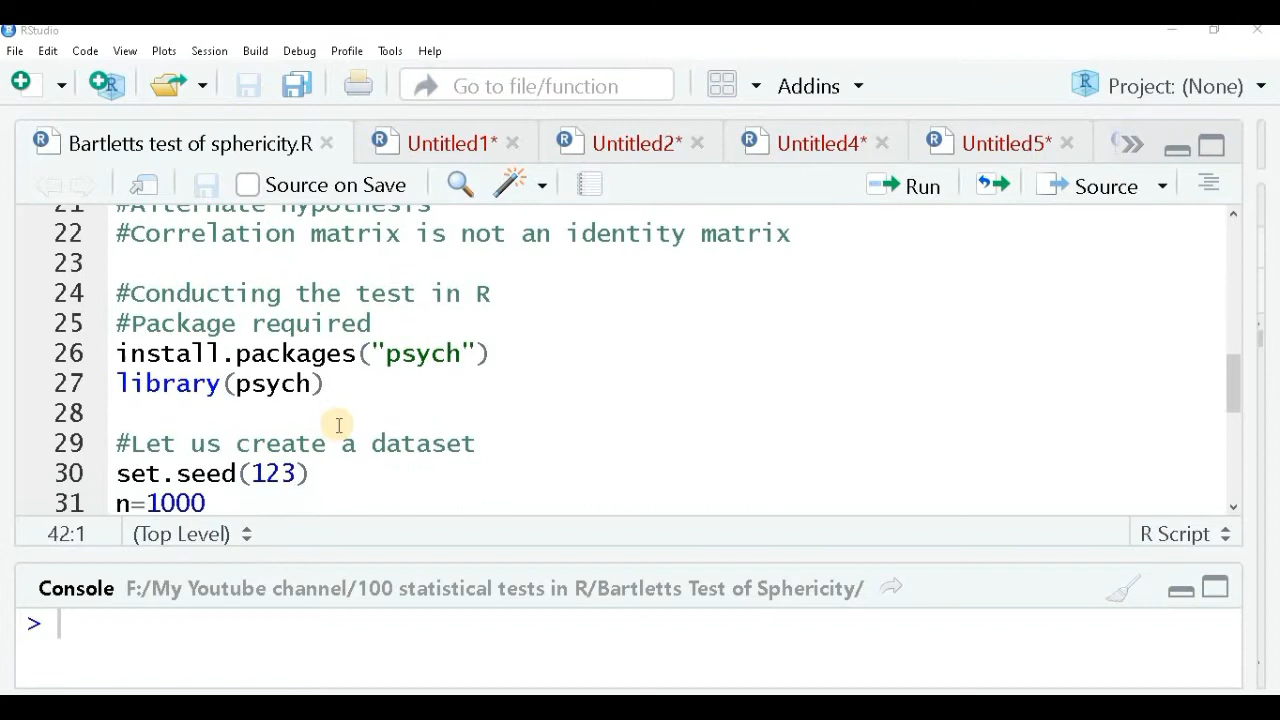 RStudio
File Edit Code View Plots Session Build Debug Profile Tools Help
Go to file/function Addins Project: (None)
Bartletts test of sphericity.R Untitled1* Untitled2* Untitled4* Untitled5*
Source on Save Run Source
21 #Alternate hypothesis
22 #Correlation matrix is not an identity matrix
23
24 #Conducting the test in R
25 #Package required
26 install.packages("psych")
27 library(psych)
28
29 #Let us create a dataset
30 set.seed(123)
31 n=1000
42:1 (Top Level) R Script
Console F:/My Youtube channel/100 statistical tests in R/Bartletts Test of Sphericity/
>